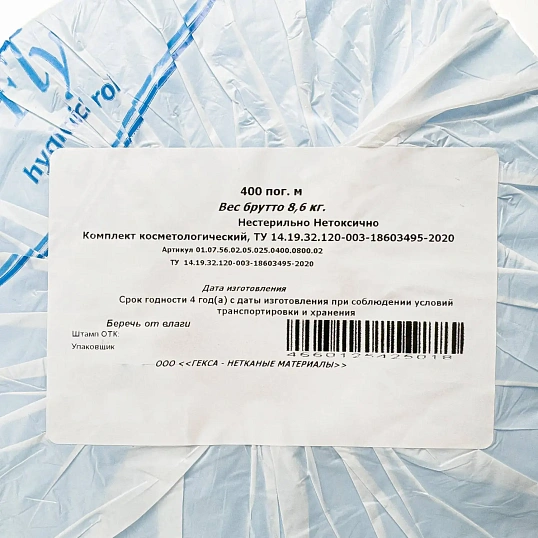 Fly
400 пог. м
Вес брутто 8,6 кг.
Нестерильно Нетоксично
Комплект косметологический, ТУ 14.19.32.120-003-18603495-2020
Артикул 01.07.56.02.05.025.0400.0800.02
ТУ 14.19.32.120-003-18603495-2020
Дата изготовления
Срок годности 4 год(а) с даты изготовления при соблюдении условий
транспортировки и хранения
Беречь от влаги
Штамп ОТК:
Упаковщик
ООО <<ГЕКСА - НЕТКАНЫЕ МАТЕРИАЛЫ>>